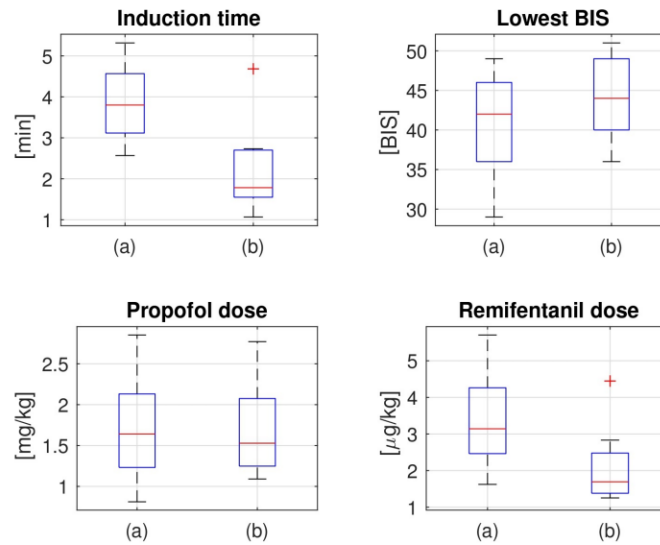 Induction time
[min]
5
4
3
2
1
(a)
(b)
Lowest BIS
[BIS]
50
45
40
35
30
(a)
(b)
Propofol dose
[mg/kg]
2.5
2
1.5
1
(a)
(b)
Remifentanil dose
[μg/kg]
5
4
3
2
1
(a)
(b)